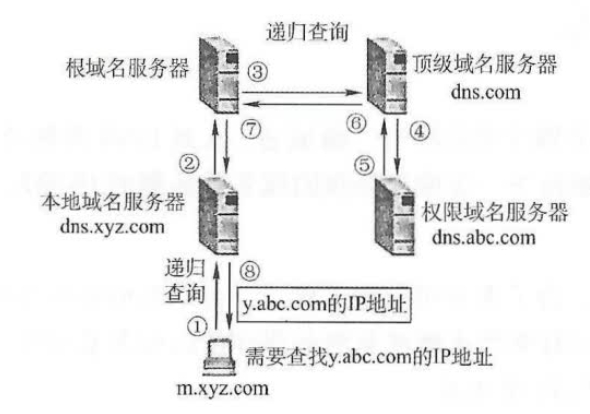 递归查询
根域名服务器
③
顶级域名服务器
dns.com
⑦
⑥
④
②
⑤
本地域名服务器
dns.xyz.com
权限域名服务器
dns.abc.com
递归
查询
⑧
y.abc.com的IP地址
①
需要查找y.abc.com的IP地址
m.xyz.com